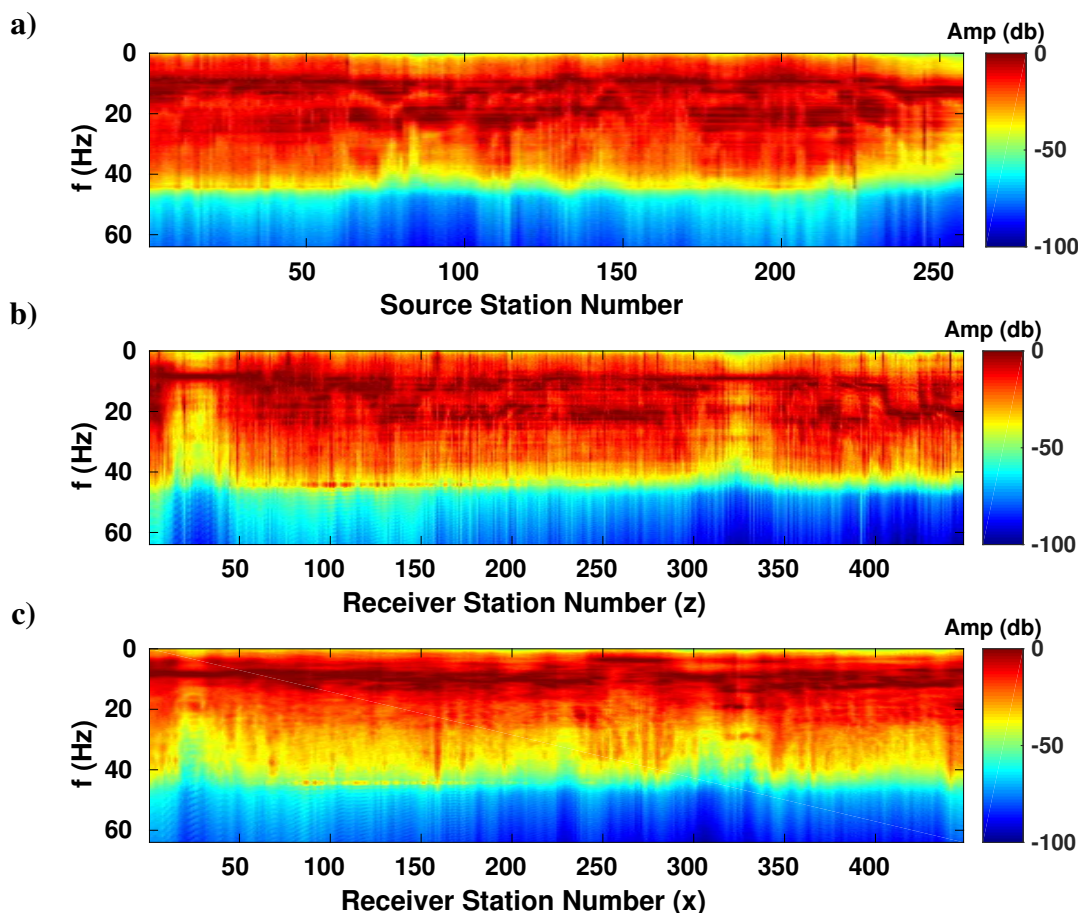 a)
Amp (db)
0
20
40
60
f (Hz)
0
-50
-100
50 100 150 200 250
Source Station Number
b)
Amp (db)
0
20
40
60
f (Hz)
0
-50
-100
50 100 150 200 250 300 350 400
Receiver Station Number (z)
c)
Amp (db)
0
20
40
60
f (Hz)
0
-50
-100
50 100 150 200 250 300 350 400
Receiver Station Number (x)